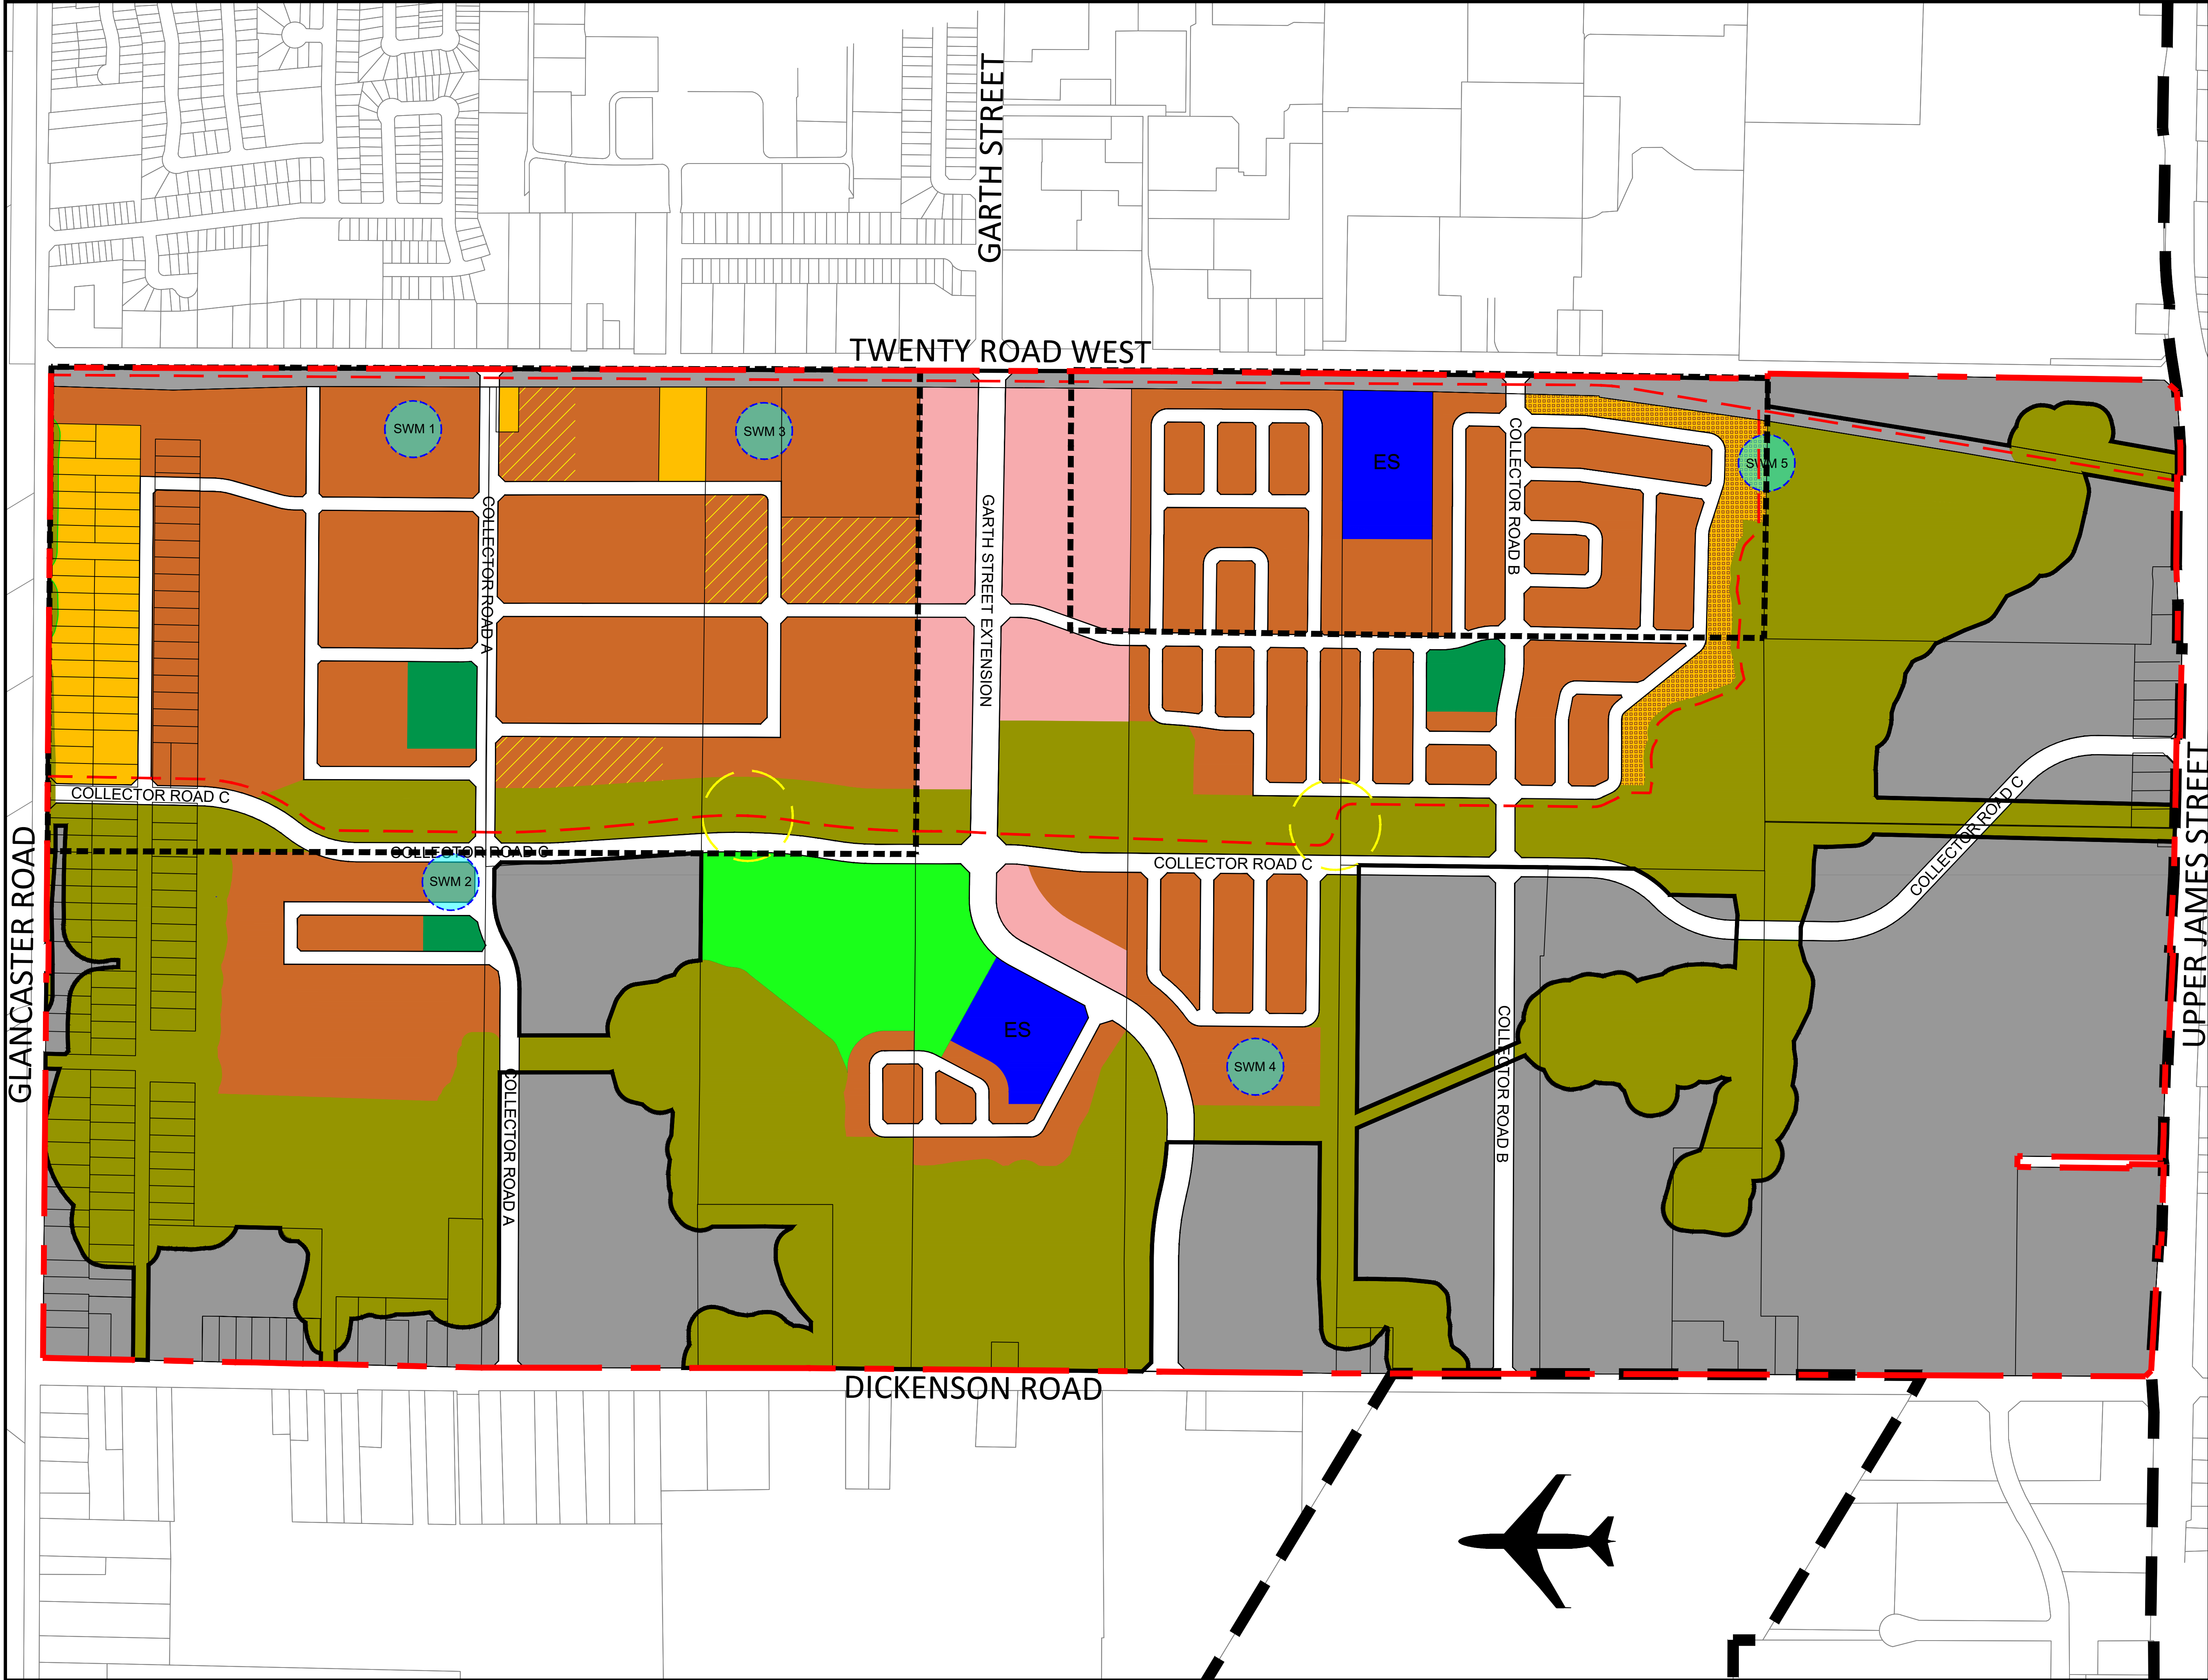 GARTH STREET
TWENTY ROAD WEST
SWM 1
SWM 3
COLLECTOR ROAD A
GARTH STREET EXTENSION
ES
COLLECTOR ROAD B
SWM 5
COLLECTOR ROAD C
COLLECTOR ROAD C
COLLECTOR ROAD C
COLLECTOR ROAD C
SWM 2
GLANCASTER ROAD
UPPER JAMES STREET
ES
SWM 4
COLLECTOR ROAD A
COLLECTOR ROAD B
DICKENSON ROAD